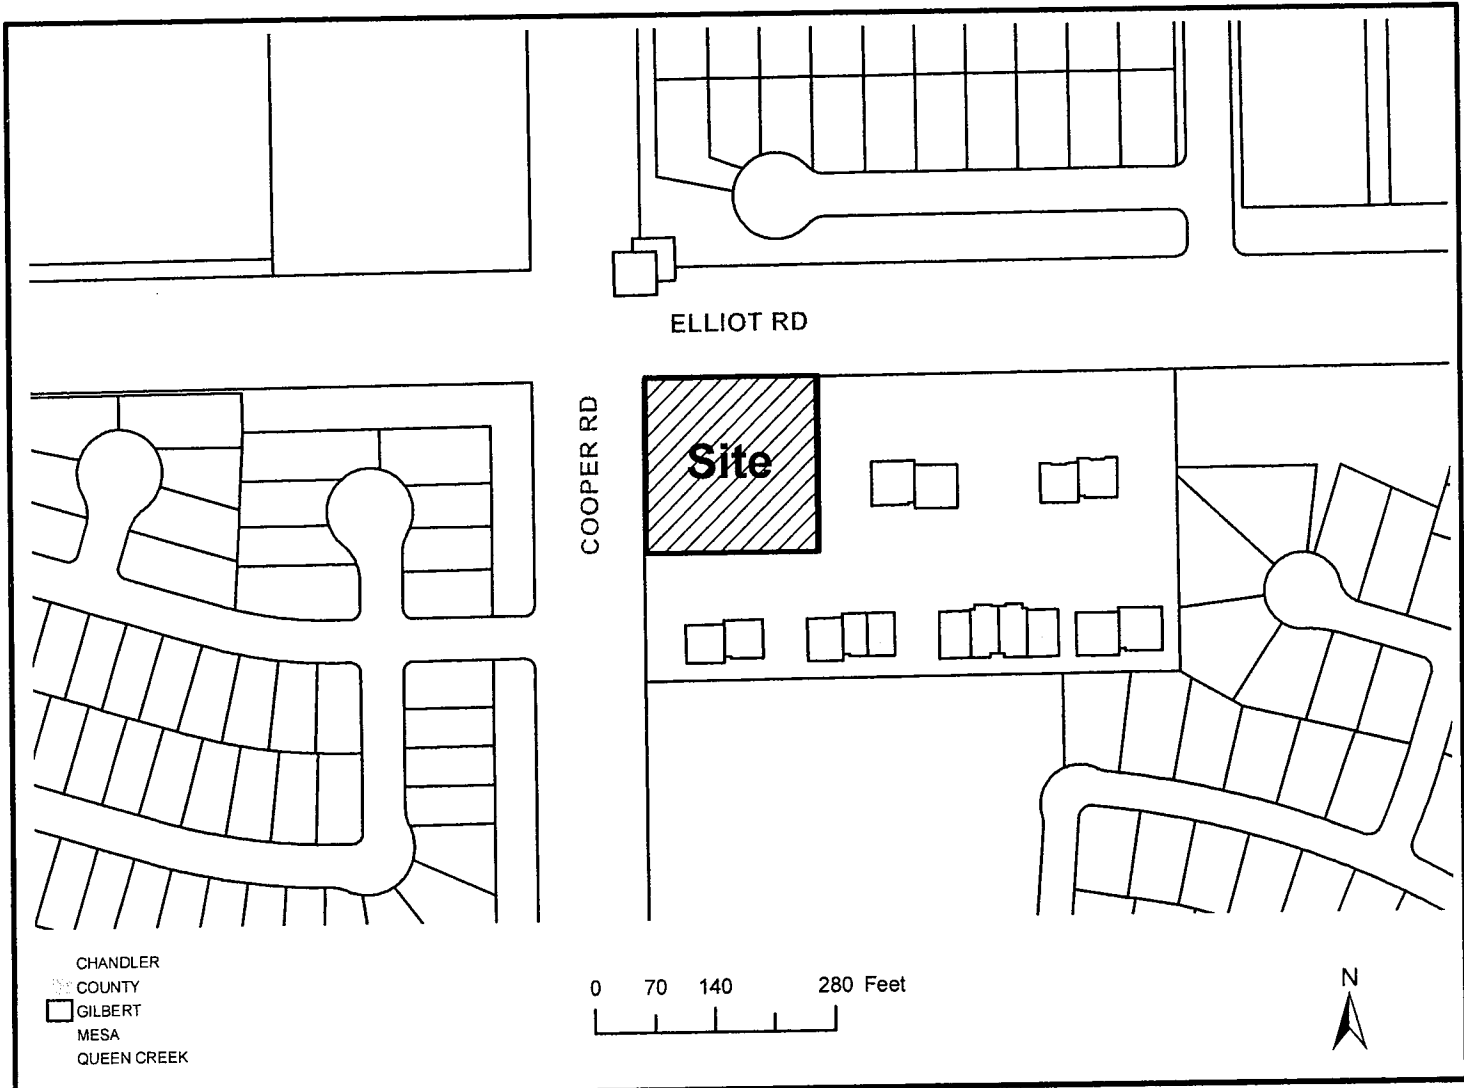 ELLIOT RD
COOPER RD
Site
CHANDLER
COUNTY
GILBERT
MESA
QUEEN CREEK
0 70 140 280 Feet
N